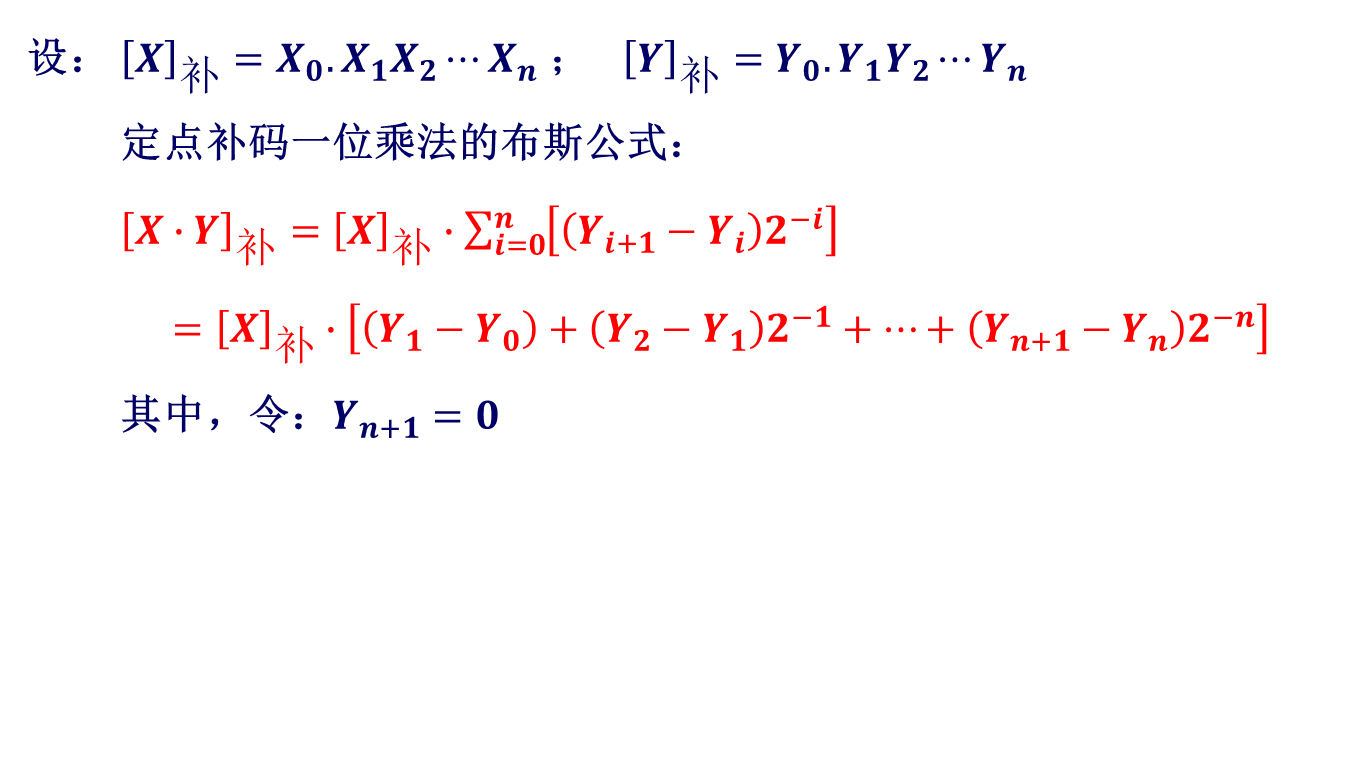 设： [X]补 = X₀.X₁X₂⋯Xₙ ； [Y]补 = Y₀.Y₁Y₂⋯Yₙ
定点补码一位乘法的布斯公式：
[X·Y]补 = [X]补 · ∑ⁿᵢ₌₀[(Yᵢ₊₁ − Yᵢ)2⁻ⁱ]
= [X]补 · [(Y₁ − Y₀) + (Y₂ − Y₁)2⁻¹ + ⋯ + (Yₙ₊₁ − Yₙ)2⁻ⁿ]
其中，令：Yₙ₊₁ = 0